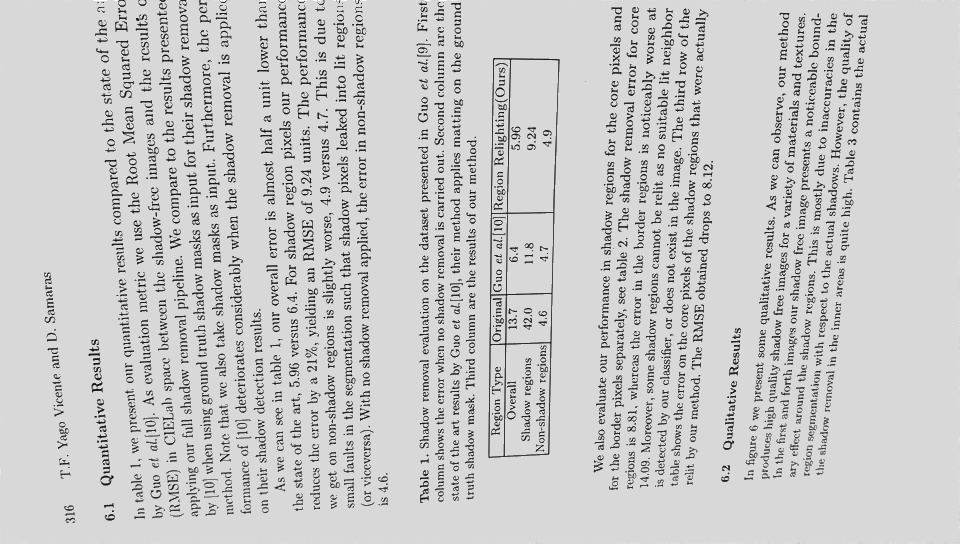 316 T.F. Yago Vicente and D. Samaras
6.1 Quantitative Results
In table 1, we present our quantitative results compared to the state of the
by Guo et al.[10]. As evaluation metric we use the Root Mean Squared
(RMSE) in CIELab space between the shadow-free images and the results
applying our full shadow removal pipeline. We compare to the results presented
by [10] when using ground truth shadow masks as input for their shadow
method. Note that we also take shadow masks as input. Furthermore, the
formance of [10] deteriorates considerably when the shadow removal is
on their shadow detection results.
As we can see in table 1, our overall error is almost half a unit lower than
the state of the art, 5.96 versus 6.4. For shadow region pixels our performance
reduces the error by a 21%, yielding an RMSE of 9.24 units. The performance
we get on non-shadow regions is slightly worse, 4.9 versus 4.7. This is due to
small faults in the segmentation such that shadow pixels leaked into lit regions
(or viceversa). With no shadow removal applied, the error in non-shadow regions
is 4.6.
Table 1. Shadow removal evaluation on the dataset presented in Guo et al.[9]. First
column shows the error when no shadow removal is carried out. Second column are the
state of the art results by Guo et al.[10], their method applies matting on the ground
truth shadow mask. Third column are the results of our method.
Region Type Original Guo et al.[10] Region Relighting(Ours)
Overall 13.7 6.4 5.96
Shadow regions 42.0 11.8 9.24
Non-shadow regions 4.6 4.7 4.9
We also evaluate our performance in shadow regions for the core pixels and
for the border pixels separately, see table 2. The shadow removal error for core
regions is 8.81, whereas the error in the border regions is noticeably worse at
14.09. Moreover, some shadow regions cannot be relit as no suitable lit neighbor
is detected by our classifier, or does not exist in the image. The third row of the
table shows the error on the core pixels of the shadow regions that were actually
relit by our method. The RMSE obtained drops to 8.12.
6.2 Qualitative Results
In figure 6 we present some qualitative results. As we can observe, our method
produces high quality shadow free images for a variety of materials and textures.
In the first and forth images our shadow free image presents a noticeable bound-
ary effect around the shadow regions. This is mostly due to inaccuracies in the
region segmentation with respect to the actual shadows. However, the quality of
the shadow removal in the inner areas is quite high. Table 3 contains the actual